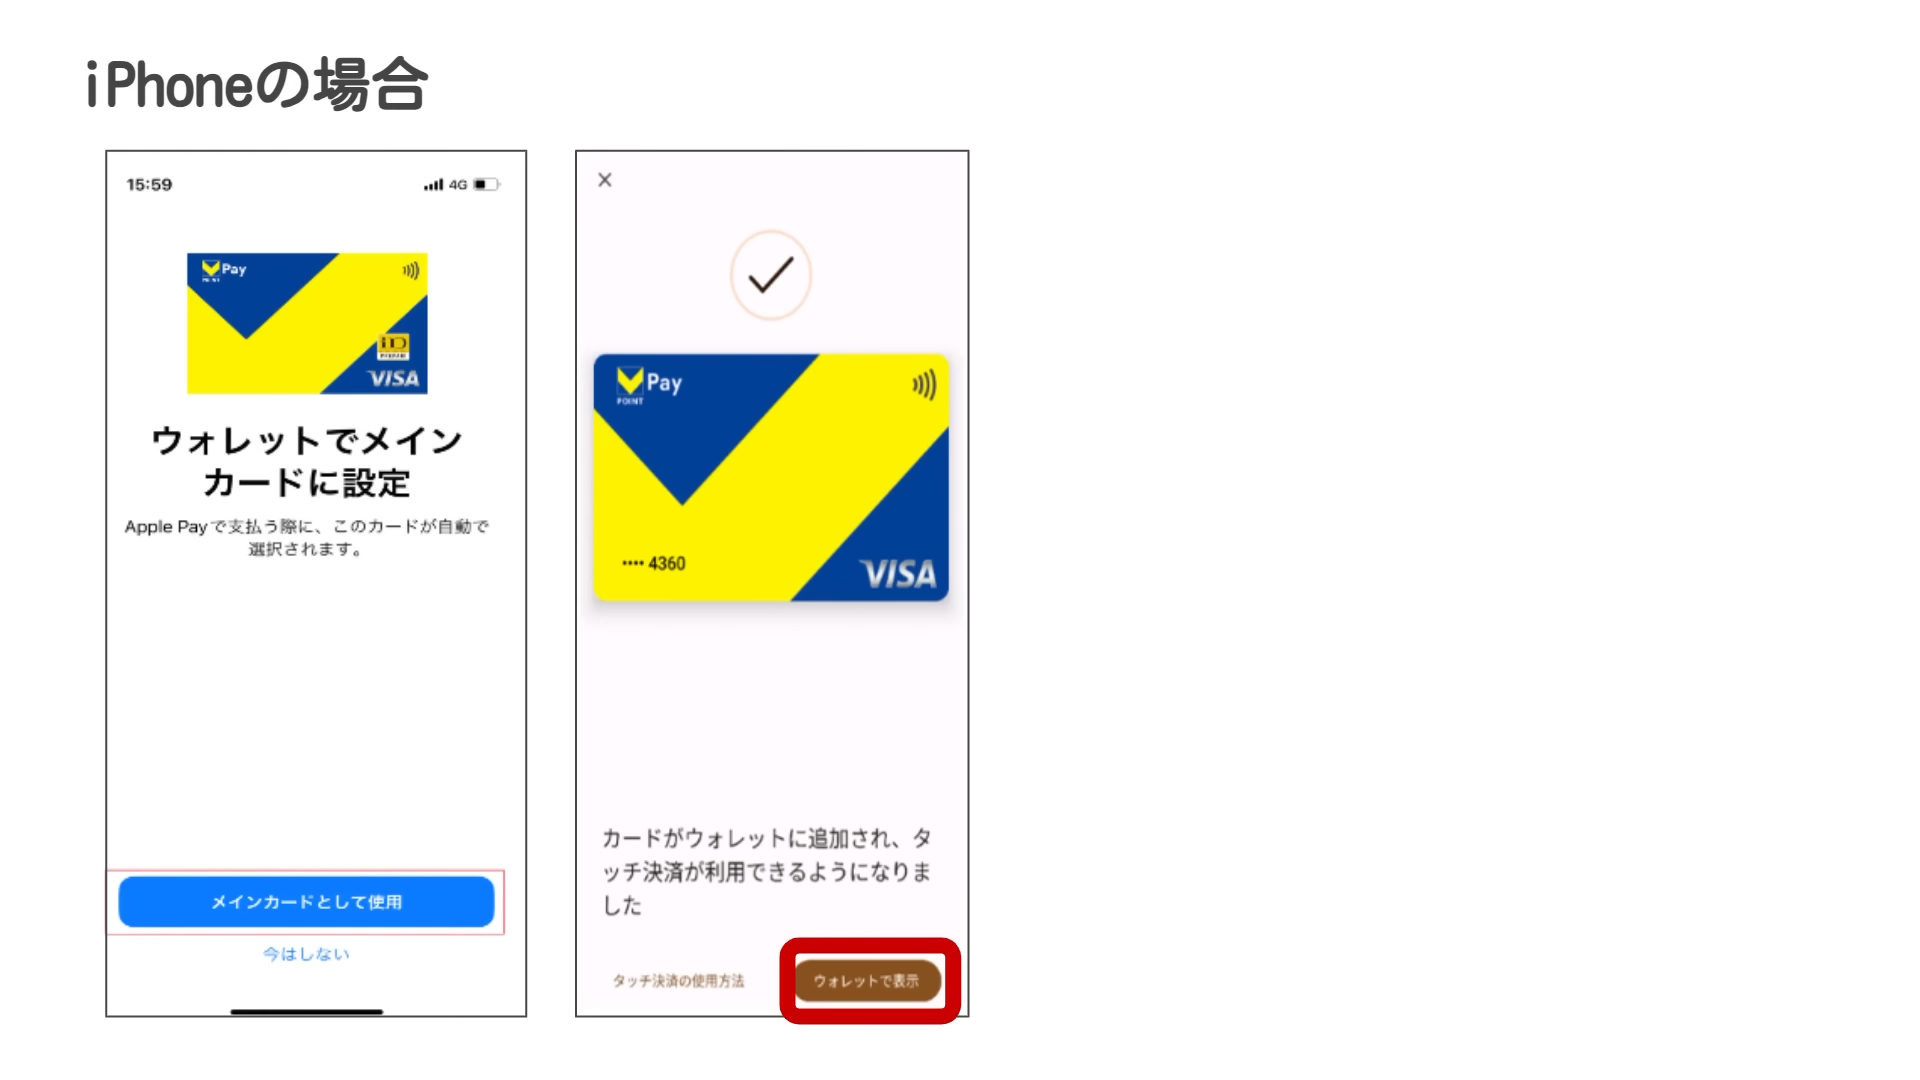 iPhoneの場合
15:59
4G
Pay
iD
VISA
ウォレットでメイン
カードに設定
Apple Payで支払う際に、このカードが自動で
選択されます。
メインカードとして使用
今はしない
×
Pay
POINT
•••• 4360
VISA
カードがウォレットに追加され、タ
ッチ決済が利用できるようになりま
した
タッチ決済の使用方法
ウォレットで表示